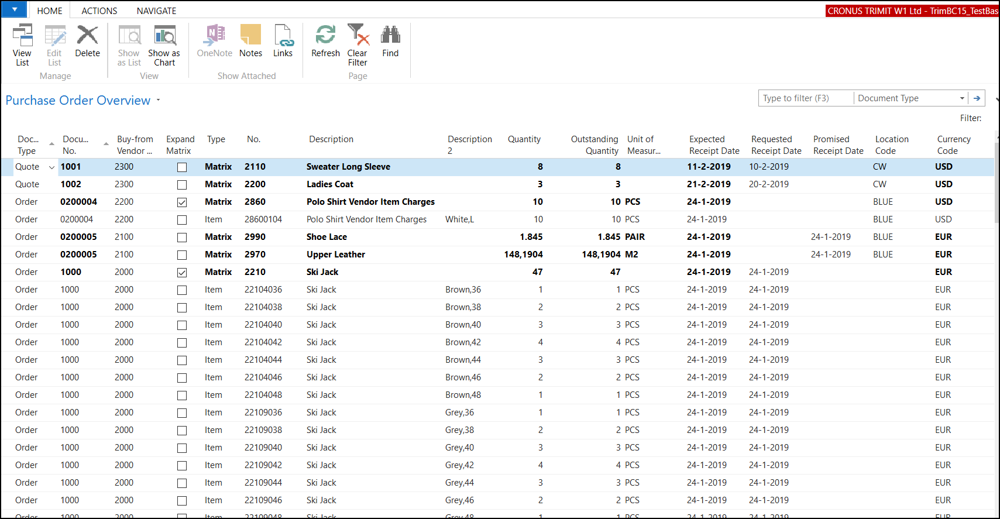 HOME ACTIONS NAVIGATE CRONUS TRIMIT W1 Ltd - TrimBC15_TestBas
View List Edit List Delete Show as List Show as Chart OneNote Notes Links Refresh Clear Filter Find
Manage View Show Attached Page
Purchase Order Overview Type to filter (F3) Document Type
Filter:
Doc... Docu... Buy-from Expand Type No. Description Description Quantity Outstanding Unit of Expected Requested Promised Location Currency
Type No. Vendor ... Matrix 2 Quantity Measur... Receipt Date Receipt Date Receipt Date Code Code
Quote 1001 2300 Matrix 2110 Sweater Long Sleeve 8 8 11-2-2019 10-2-2019 CW USD
Quote 1002 2300 Matrix 2200 Ladies Coat 3 3 21-2-2019 20-2-2019 CW USD
Order 0200004 2200 Matrix 2860 Polo Shirt Vendor Item Charges 10 10 PCS 24-1-2019 BLUE USD
Order 0200004 2200 Item 28600104 Polo Shirt Vendor Item Charges White,L 10 10 PCS 24-1-2019 BLUE USD
Order 0200005 2100 Matrix 2990 Shoe Lace 1.845 1.845 PAIR 24-1-2019 24-1-2019 BLUE EUR
Order 0200005 2100 Matrix 2970 Upper Leather 148,1904 148,1904 M2 24-1-2019 24-1-2019 BLUE EUR
Order 1000 2000 Matrix 2210 Ski Jack 47 47 24-1-2019 24-1-2019 EUR
Order 1000 2000 Item 22104036 Ski Jack Brown,36 1 1 PCS 24-1-2019 24-1-2019 EUR
Order 1000 2000 Item 22104038 Ski Jack Brown,38 2 2 PCS 24-1-2019 24-1-2019 EUR
Order 1000 2000 Item 22104040 Ski Jack Brown,40 3 3 PCS 24-1-2019 24-1-2019 EUR
Order 1000 2000 Item 22104042 Ski Jack Brown,42 4 4 PCS 24-1-2019 24-1-2019 EUR
Order 1000 2000 Item 22104044 Ski Jack Brown,44 3 3 PCS 24-1-2019 24-1-2019 EUR
Order 1000 2000 Item 22104046 Ski Jack Brown,46 2 2 PCS 24-1-2019 24-1-2019 EUR
Order 1000 2000 Item 22104048 Ski Jack Brown,48 1 1 PCS 24-1-2019 24-1-2019 EUR
Order 1000 2000 Item 22109036 Ski Jack Grey,36 1 1 PCS 24-1-2019 24-1-2019 EUR
Order 1000 2000 Item 22109038 Ski Jack Grey,38 2 2 PCS 24-1-2019 24-1-2019 EUR
Order 1000 2000 Item 22109040 Ski Jack Grey,40 3 3 PCS 24-1-2019 24-1-2019 EUR
Order 1000 2000 Item 22109042 Ski Jack Grey,42 4 4 PCS 24-1-2019 24-1-2019 EUR
Order 1000 2000 Item 22109044 Ski Jack Grey,44 3 3 PCS 24-1-2019 24-1-2019 EUR
Order 1000 2000 Item 22109046 Ski Jack Grey,46 2 2 PCS 24-1-2019 24-1-2019 EUR
Order 1000 2000 Item 22109048 Ski Jack Grey,48 1 1 PCS 24-1-2019 24-1-2019 EUR